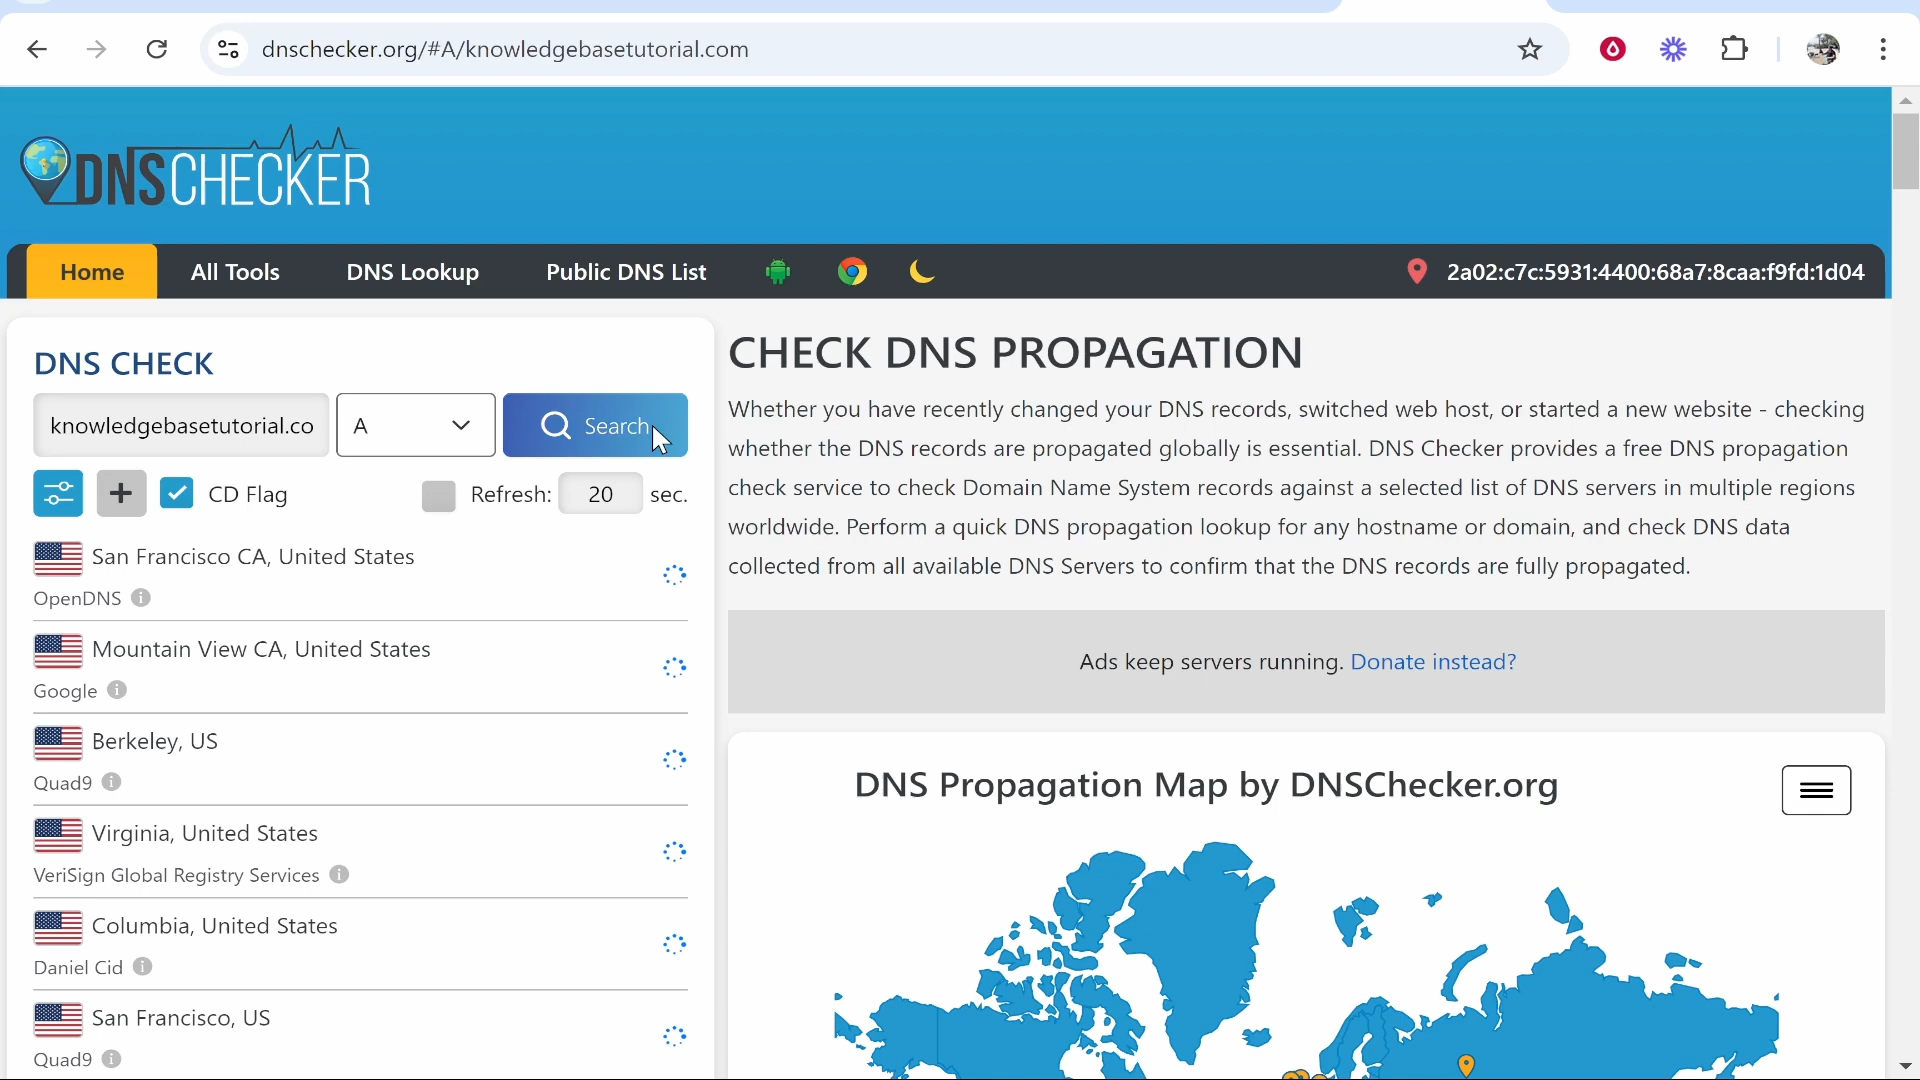 dnschecker.org/#A/knowledgebasetutorial.com
DNSCHECKER
Home All Tools DNS Lookup Public DNS List 2a02:c7c:5931:4400:68a7:8caa:f9fd:1d04
DNS CHECK
knowledgebasetutorial.co A Search
CD Flag Refresh: 20 sec.
San Francisco CA, United States
OpenDNS
Mountain View CA, United States
Google
Berkeley, US
Quad9
Virginia, United States
VeriSign Global Registry Services
Columbia, United States
Daniel Cid
San Francisco, US
Quad9
CHECK DNS PROPAGATION
Whether you have recently changed your DNS records, switched web host, or started a new website - checking
whether the DNS records are propagated globally is essential. DNS Checker provides a free DNS propagation
check service to check Domain Name System records against a selected list of DNS servers in multiple regions
worldwide. Perform a quick DNS propagation lookup for any hostname or domain, and check DNS data
collected from all available DNS Servers to confirm that the DNS records are fully propagated.
Ads keep servers running. Donate instead?
DNS Propagation Map by DNSChecker.org